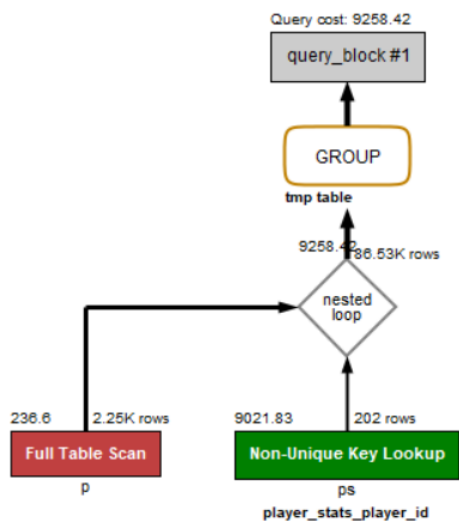 Query cost: 9258.42
query_block #1
GROUP
tmp table
9258.42
86.53K rows
nested
loop
236.6 2.25K rows
9021.83 202 rows
Full Table Scan
Non-Unique Key Lookup
p
ps
player_stats_player_id